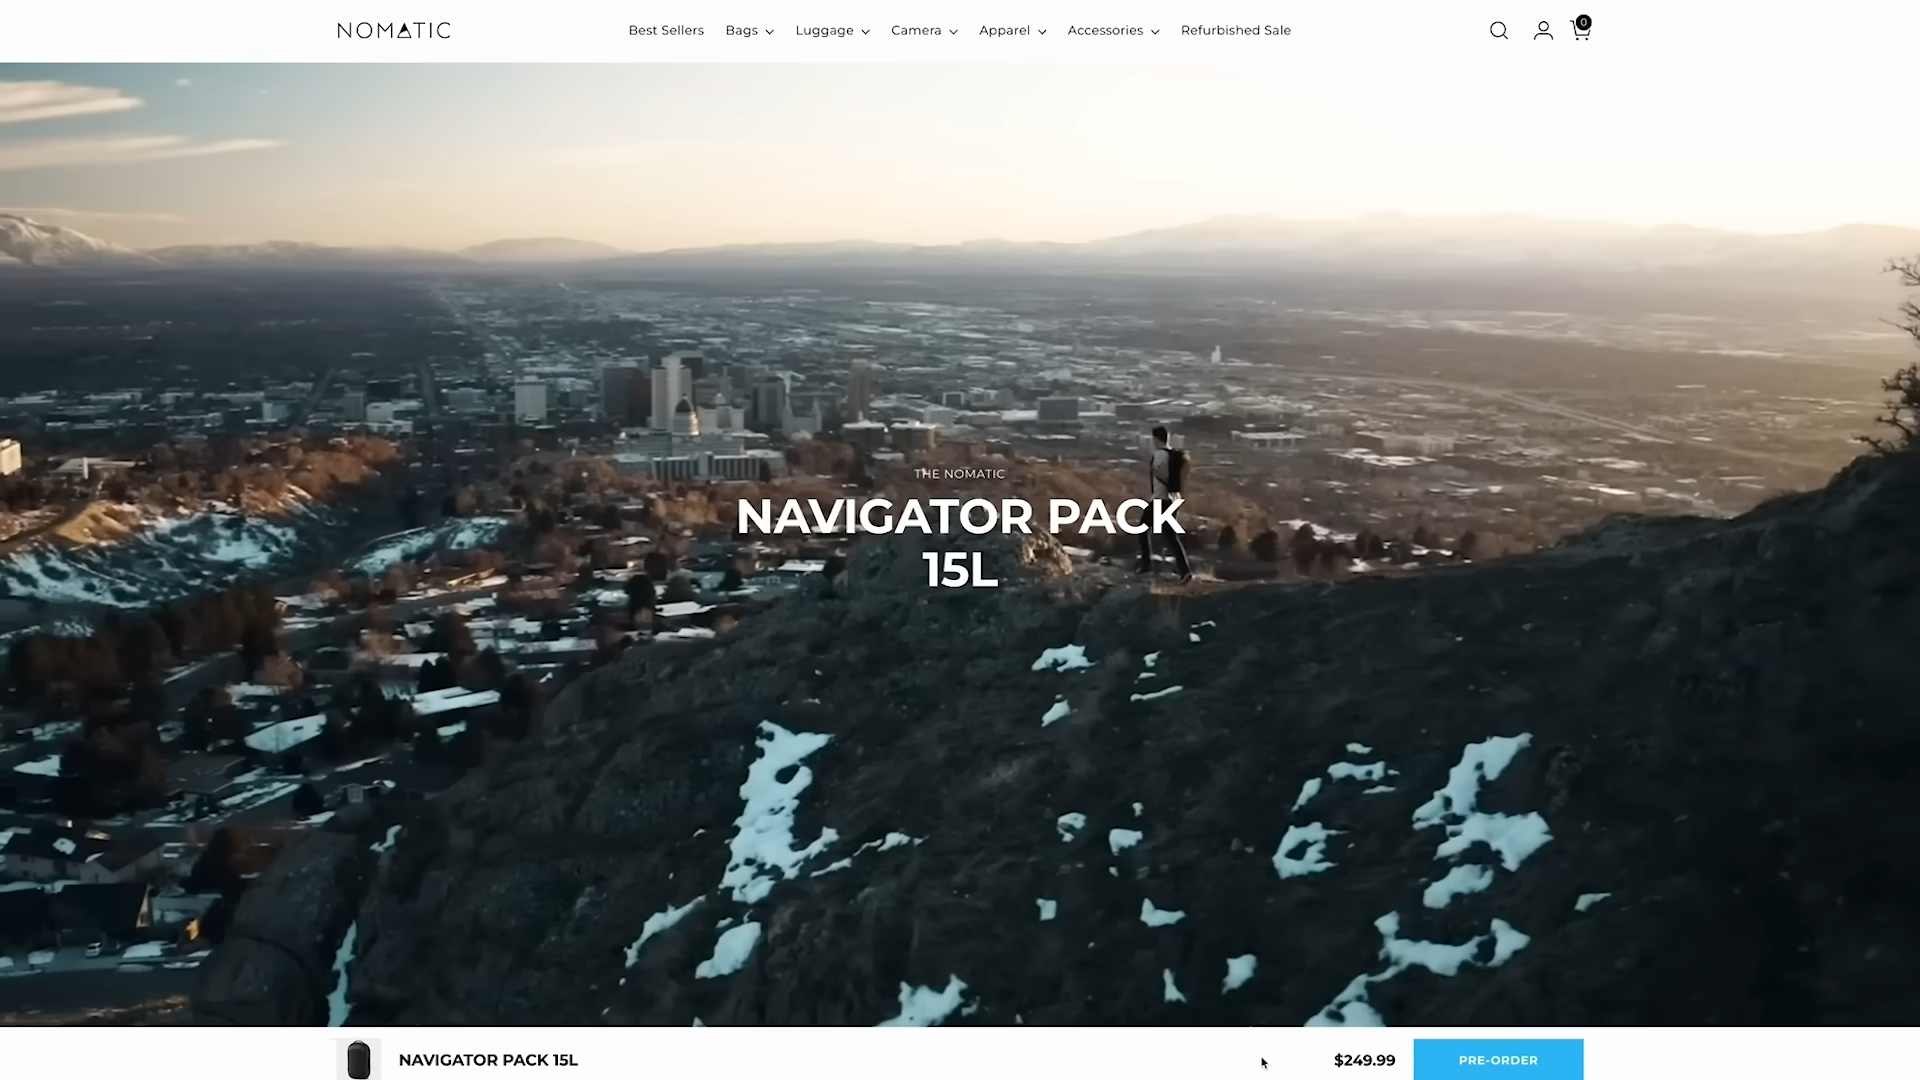 NOMATIC
Best Sellers
Bags
Luggage
Camera
Apparel
Accessories
Refurbished Sale
0
THE NOMATIC
NAVIGATOR PACK
15L
NAVIGATOR PACK 15L
$249.99
PRE-ORDER